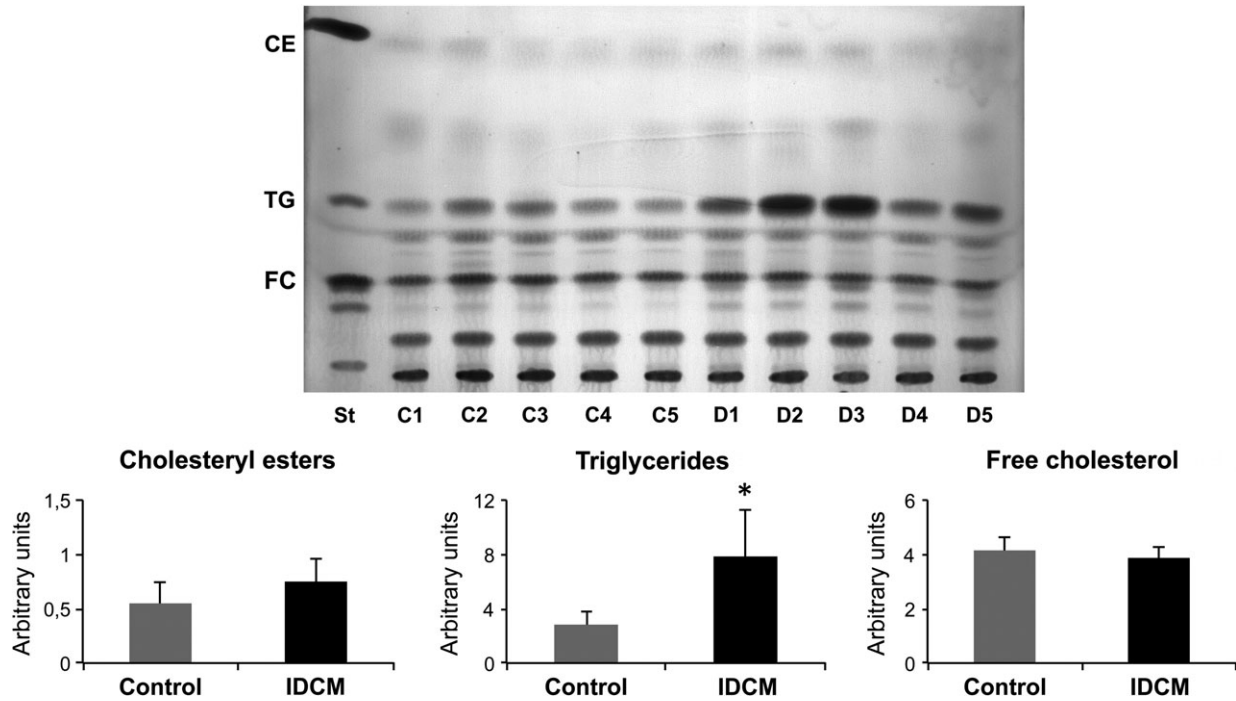 CE
TG
FC
St C1 C2 C3 C4 C5 D1 D2 D3 D4 D5
Cholesteryl esters
Arbitrary units
1,5
1
0,5
0
Control IDCM
Triglycerides
Arbitrary units
12
8
4
0
*
Control IDCM
Free cholesterol
Arbitrary units
6
4
2
0
Control IDCM